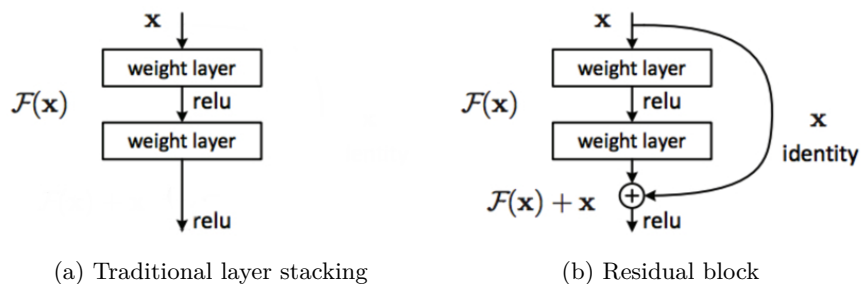 x
weight layer
F(x)
relu
weight layer
relu
(a) Traditional layer stacking
x
weight layer
F(x)
relu
x
weight layer
identity
F(x) + x
+
relu
(b) Residual block